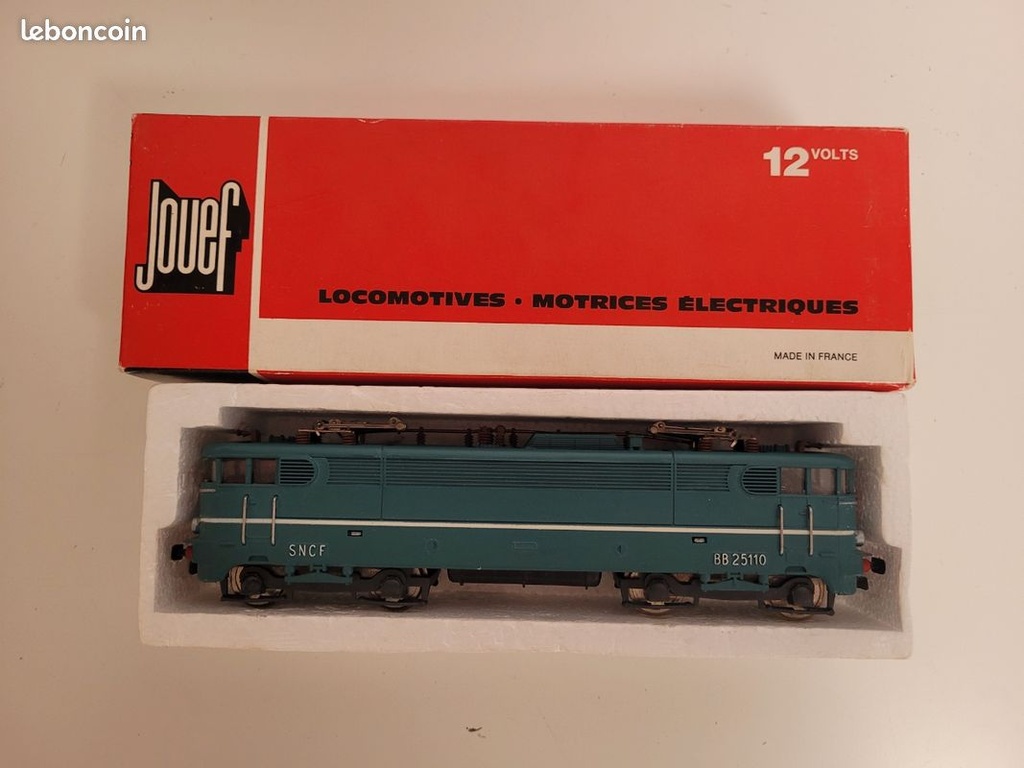 leboncoin
Jouef
12 VOLTS
LOCOMOTIVES • MOTRICES ÉLECTRIQUES
MADE IN FRANCE
SNCF
BB 25110